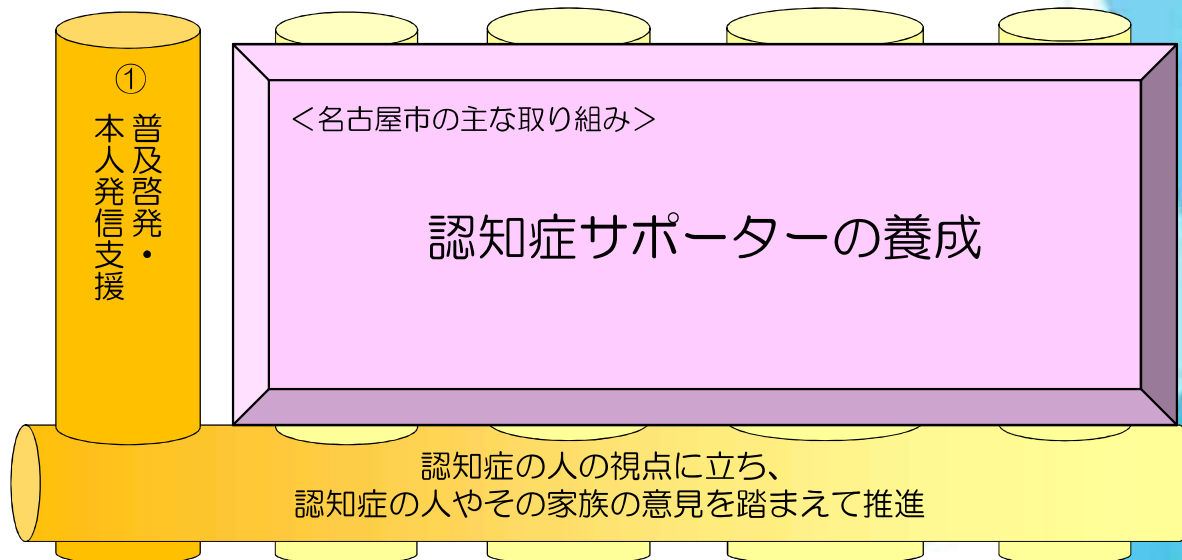 ①
普及啓発・
本人発信支援
＜名古屋市の主な取り組み＞
認知症サポーターの養成
認知症の人の視点に立ち、
認知症の人やその家族の意見を踏まえて推進